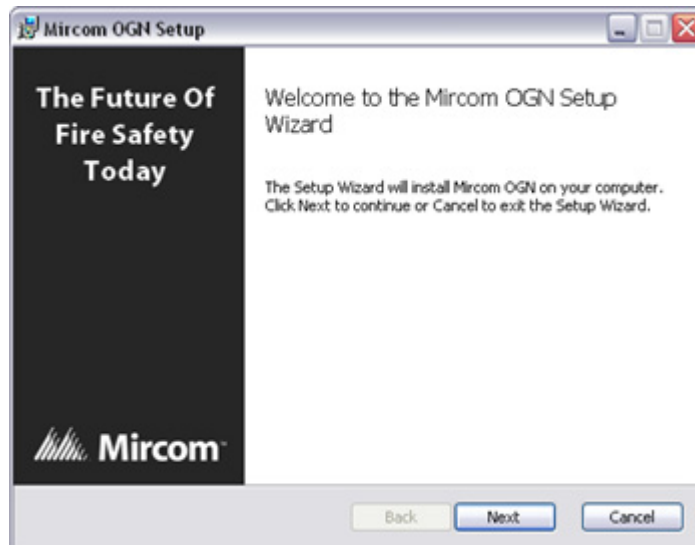 Mircom OGN Setup
The Future Of
Fire Safety
Today
Welcome to the Mircom OGN Setup
Wizard
The Setup Wizard will install Mircom OGN on your computer.
Click Next to continue or Cancel to exit the Setup Wizard.
Mircom
Back
Next
Cancel